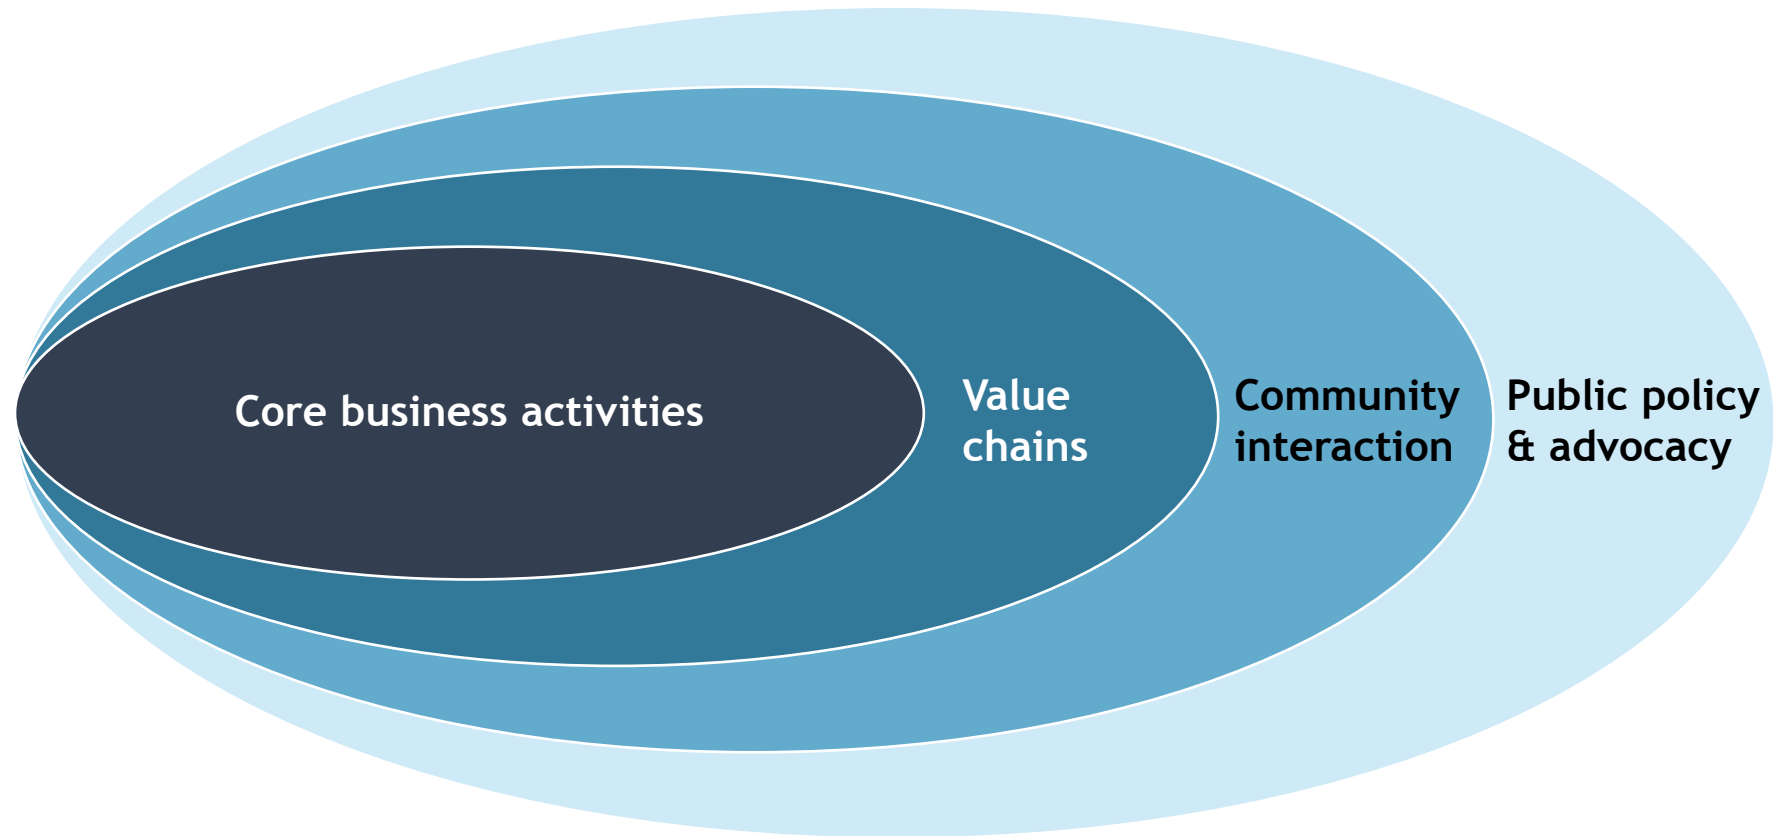 Core business activities
Value
chains
Community
interaction
Public policy
& advocacy